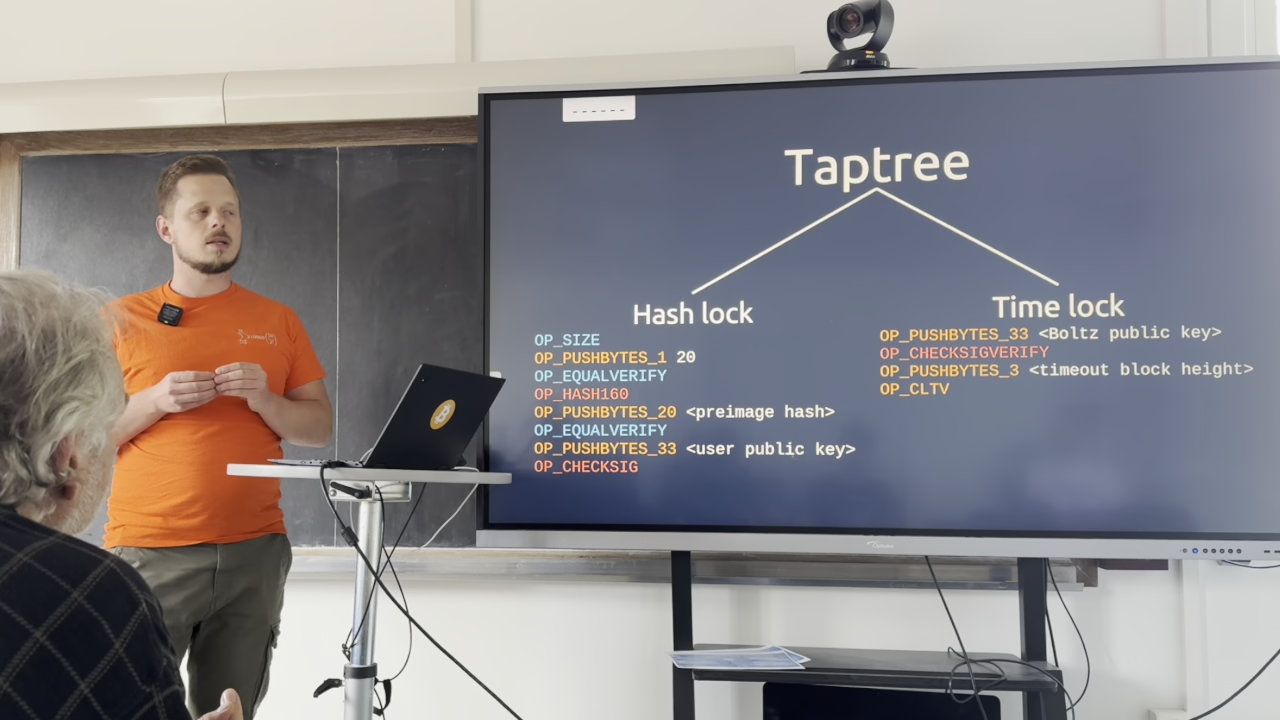 Taptree
Hash lock
OP_SIZE
OP_PUSHBYTES_1 20
OP_EQUALVERIFY
OP_HASH160
OP_PUSHBYTES_20 <preimage hash>
OP_EQUALVERIFY
OP_PUSHBYTES_33 <user public key>
OP_CHECKSIG
Time lock
OP_PUSHBYTES_33 <Boltz public key>
OP_CHECKSIGVERIFY
OP_PUSHBYTES_3 <timeout block height>
OP_CLTV